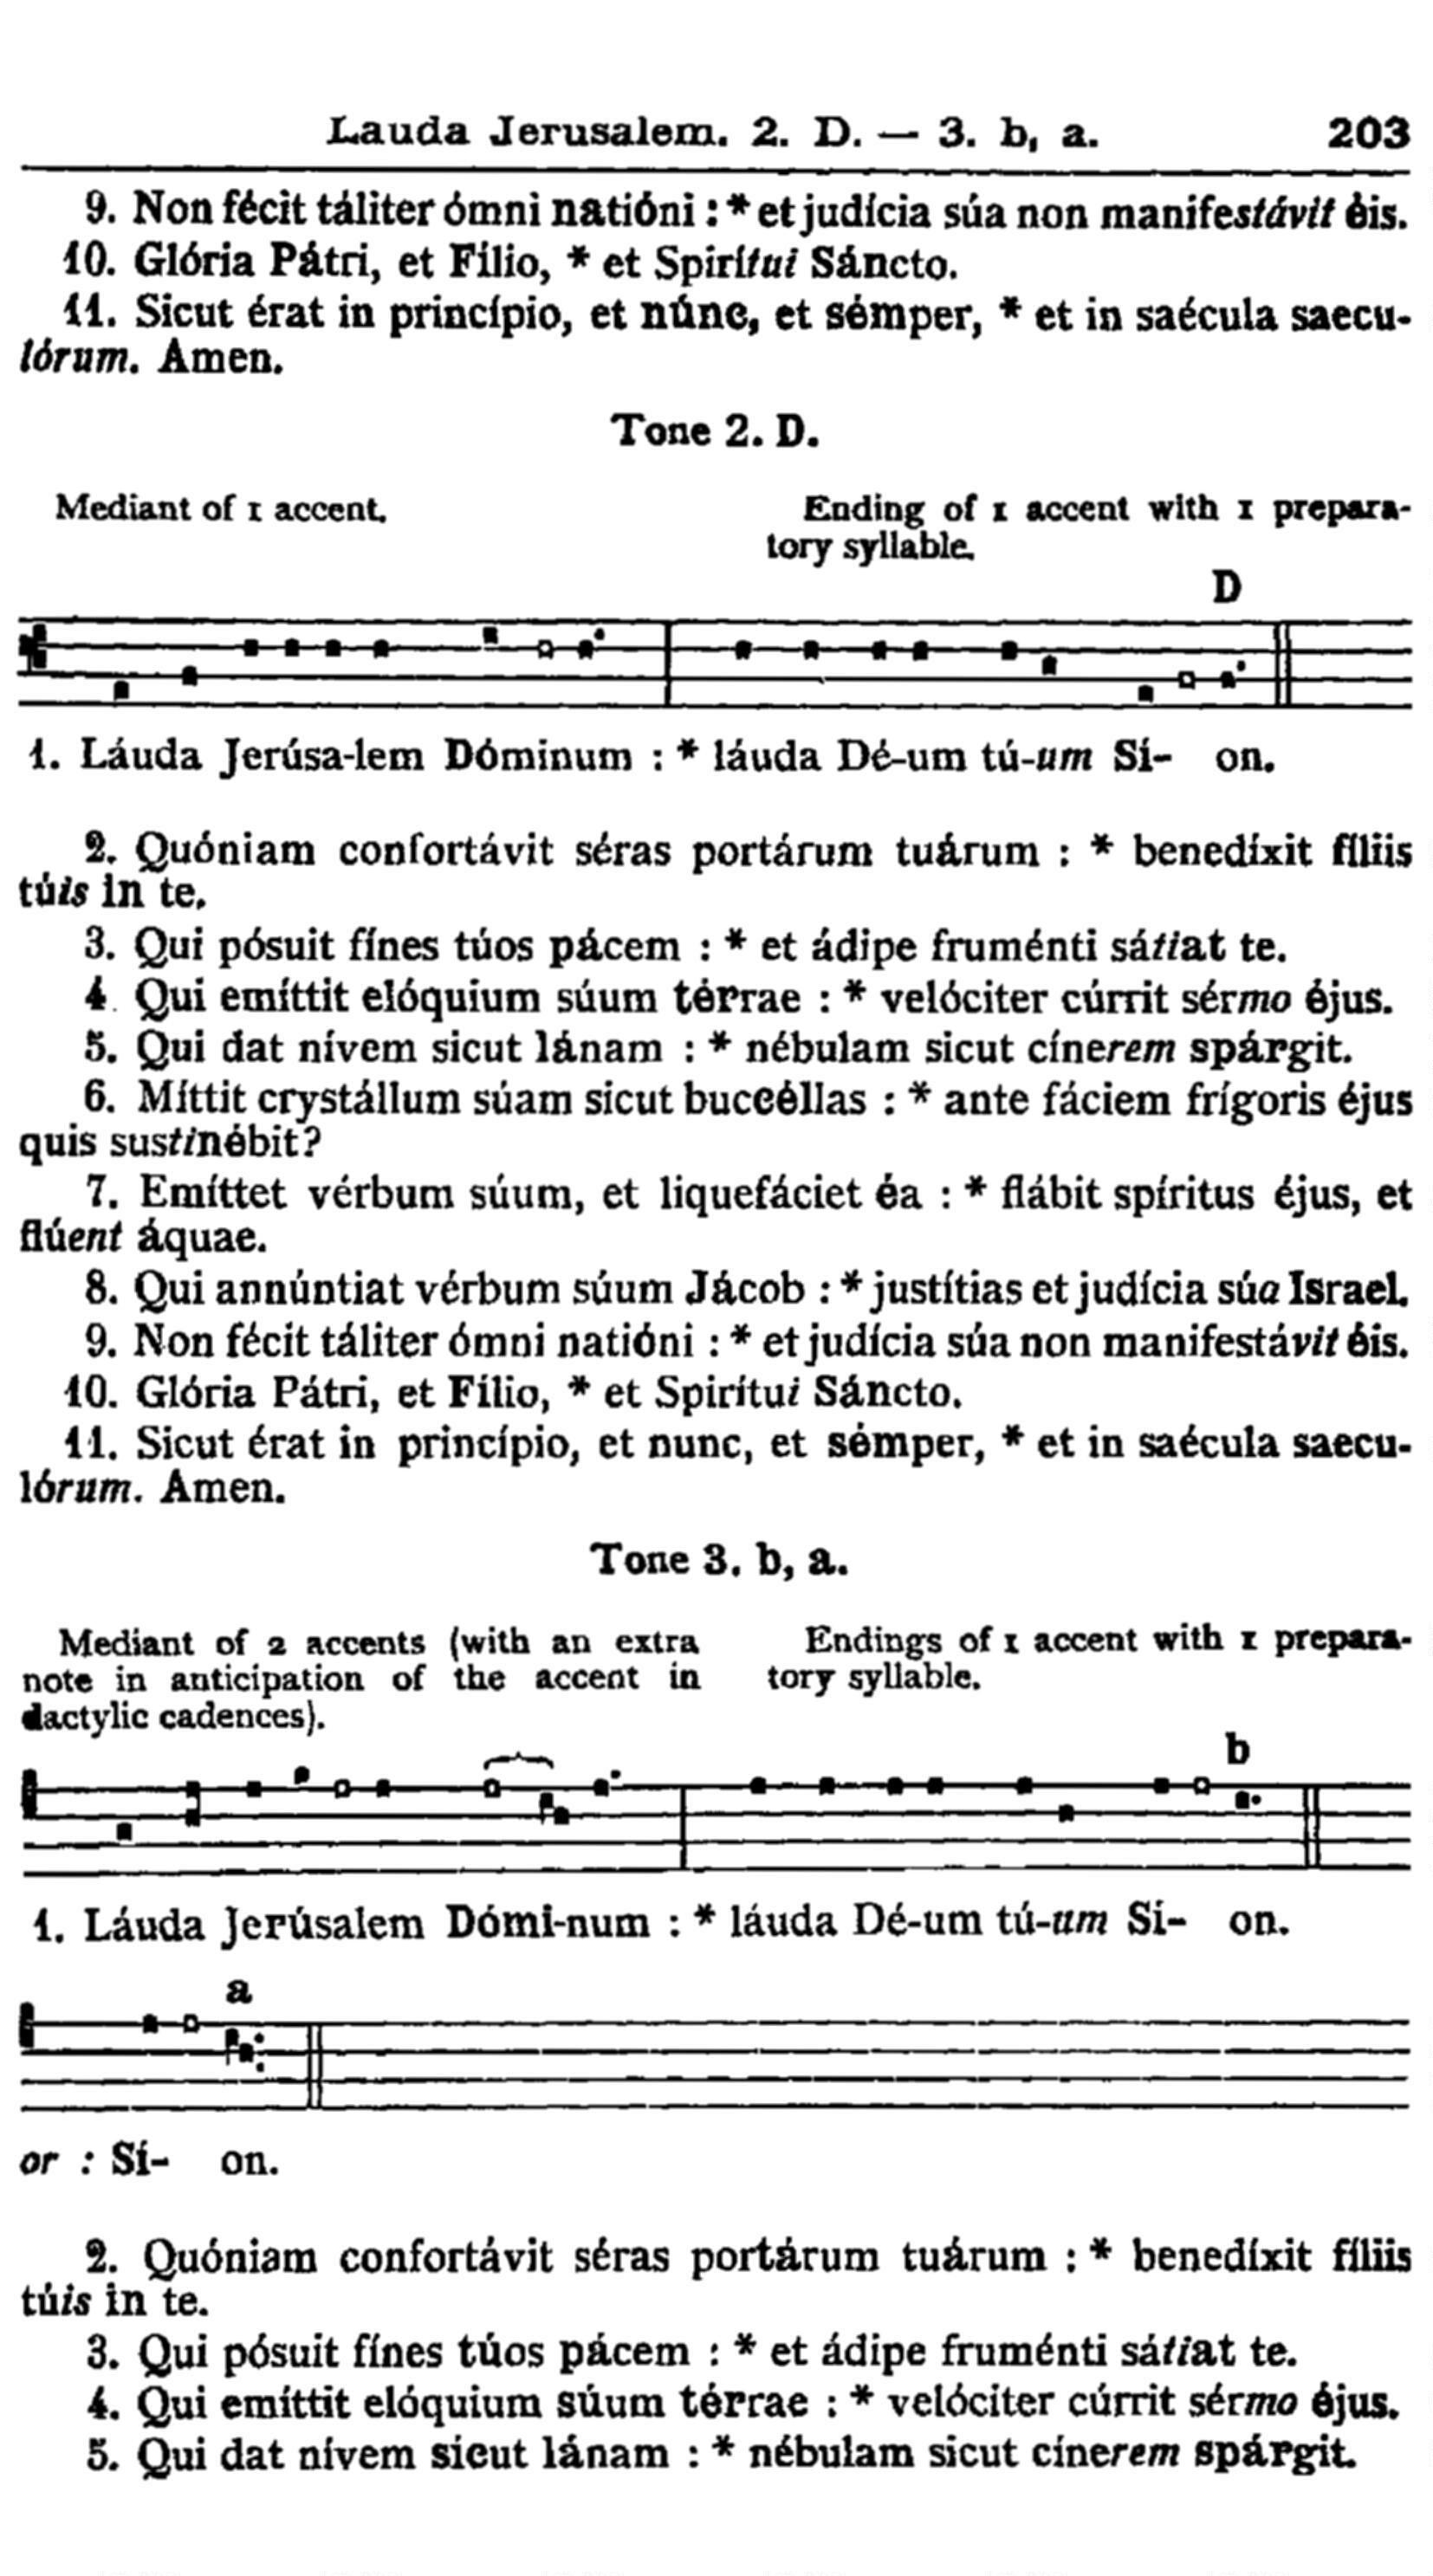 Lauda Jerusalem. 2. D. — 3. b, a. 203
9. Non fécit táliter ómni natióni : * et judícia súa non manifestávit éis.
10. Glória Pátri, et Fílio, * et Spirítui Sáncto.
11. Sicut érat in princípio, et núnc, et sémper, * et in saécula saecu-
lórum. Amen.
Tone 2. D.
Mediant of 1 accent.
Ending of 1 accent with 1 prepara-
tory syllable.
D
1. Láuda Jerúsa-lem Dóminum : * láuda Dé-um tú-um Sí- on.
2. Quóniam confortávit séras portárum tuárum : * benedíxit fíliis
túis in te.
3. Qui pósuit fínes túos pácem : * et ádipe fruménti sátiat te.
4. Qui emíttit elóquium súum térrae : * velóciter cúrrit sérmo éjus.
5. Qui dat nívem sicut lánam : * nébulam sicut cínerem spárgit.
6. Míttit crystállum súam sicut buccéllas : * ante fáciem frígoris éjus
quis sustinébit?
7. Emíttet vérbum súum, et liquefáciet éa : * flábit spíritus éjus, et
flúent áquae.
8. Qui annúntiat vérbum súum Jácob : * justítias et judícia súa Israel.
9. Non fécit táliter ómni natióni : * et judícia súa non manifestávit éis.
10. Glória Pátri, et Fílio, * et Spirítui Sáncto.
11. Sicut érat in princípio, et nunc, et sémper, * et in saécula saecu-
lórum. Amen.
Tone 3. b, a.
Mediant of 2 accents (with an extra
note in anticipation of the accent in
dactylic cadences).
Endings of 1 accent with 1 prepara-
tory syllable.
b
1. Láuda Jerúsalem Dómi-num : * láuda Dé-um tú-um Sí- on.
a
or : Sí- on.
2. Quóniam confortávit séras portárum tuárum : * benedíxit fíliis
túis in te.
3. Qui pósuit fínes túos pácem : * et ádipe fruménti sátiat te.
4. Qui emíttit elóquium súum térrae : * velóciter cúrrit sérmo éjus.
5. Qui dat nívem sicut lánam : * nébulam sicut cínerem spárgit.